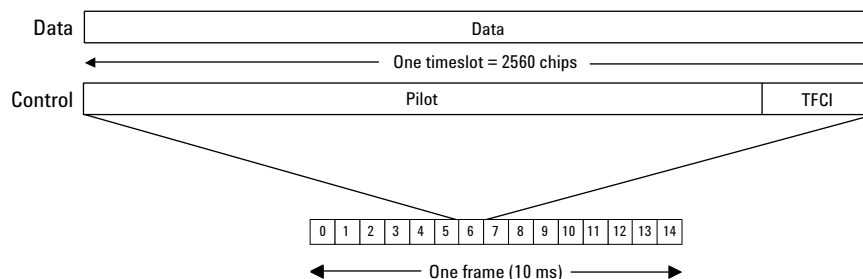 Data Data
One timeslot = 2560 chips
Control Pilot TFCI
0 1 2 3 4 5 6 7 8 9 10 11 12 13 14
One frame (10 ms)